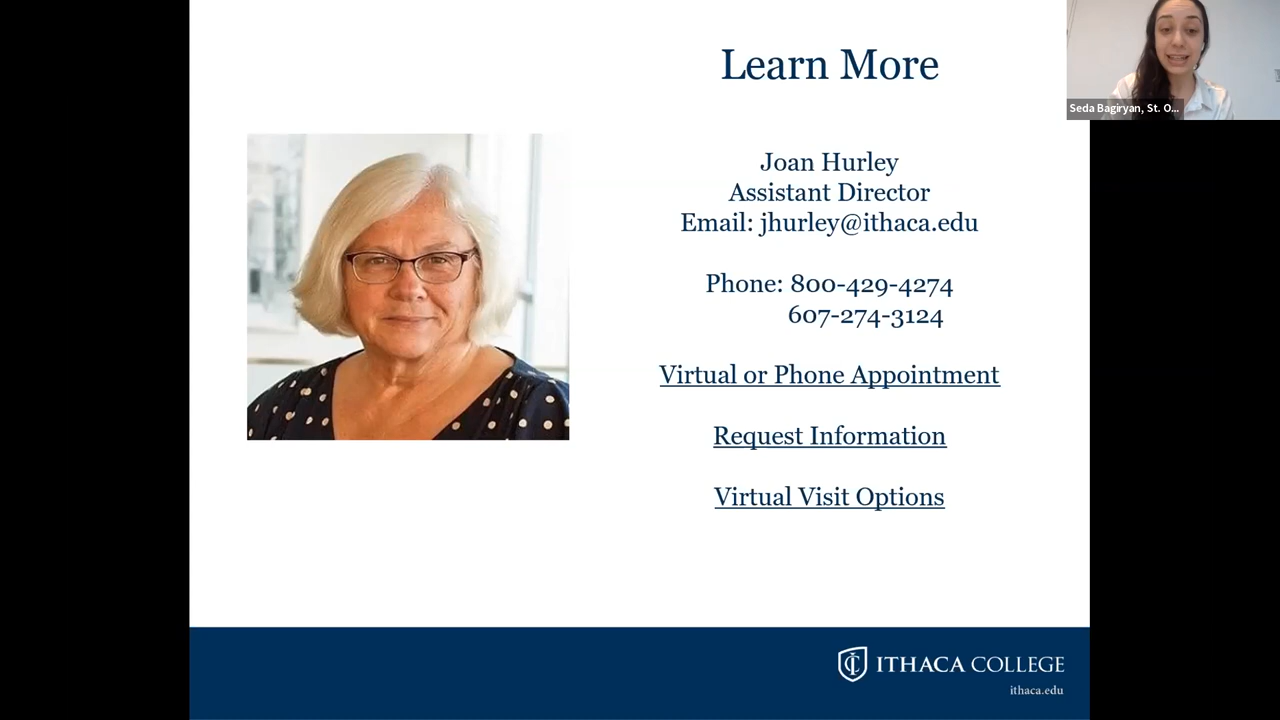 Learn More
Seda Bagiryan, St. O...
Joan Hurley
Assistant Director
Email: jhurley@ithaca.edu
Phone: 800-429-4274
607-274-3124
Virtual or Phone Appointment
Request Information
Virtual Visit Options
ITHACA COLLEGE
ithaca.edu